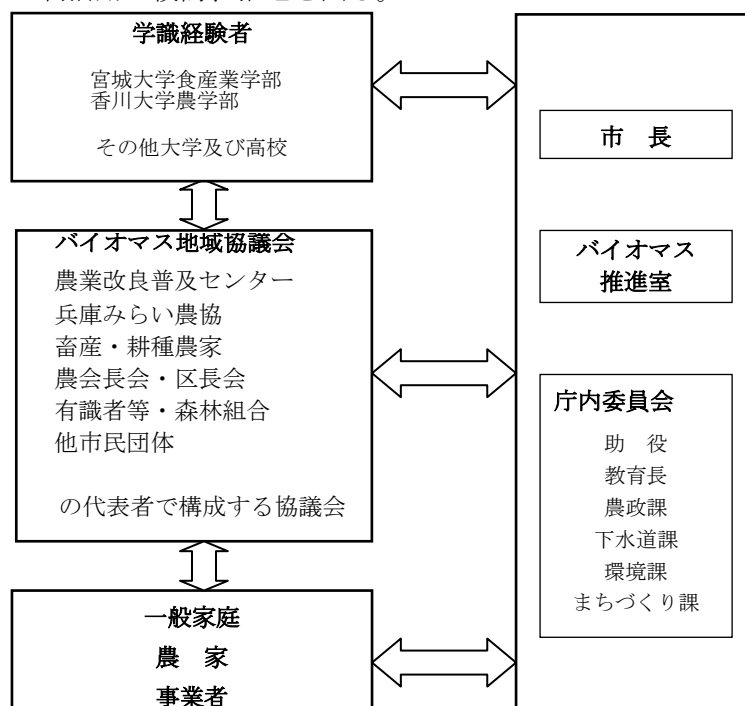 学識経験者
宮城大学食産業学部
香川大学農学部
その他大学及び高校
バイオマス地域協議会
農業改良普及センター
兵庫みらい農協
畜産・耕種農家
農会長会・区長会
有識者等・森林組合
他市民団体
の代表者で構成する協議会
一般家庭
農　家
事業者
市　長
バイオマス
推進室
庁内委員会
助　役
教育長
農政課
下水道課
環境課
まちづくり課